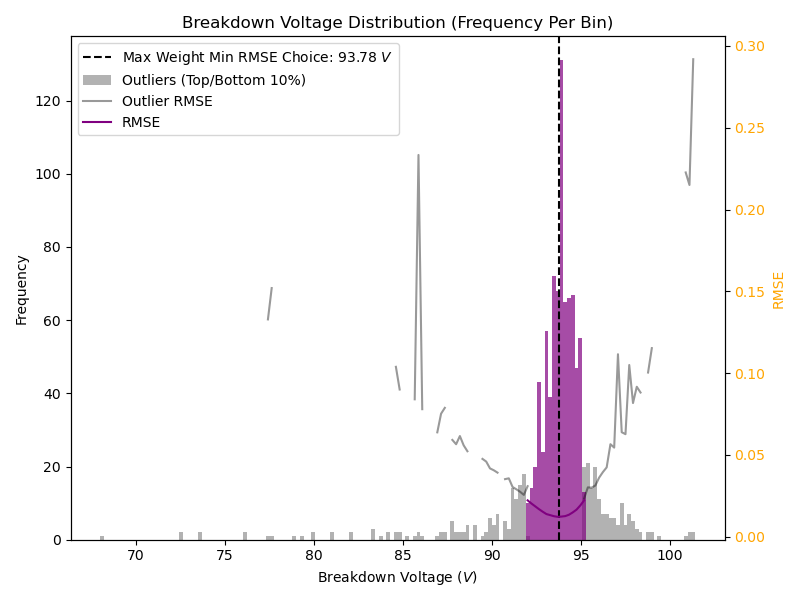 Breakdown Voltage Distribution (Frequency Per Bin)
Max Weight Min RMSE Choice: 93.78 V
Outliers (Top/Bottom 10%)
Outlier RMSE
RMSE
Frequency
120
100
80
60
40
20
0
0.30
0.25
0.20
0.15
0.10
0.05
0.00
RMSE
70 75 80 85 90 95 100
Breakdown Voltage (V)